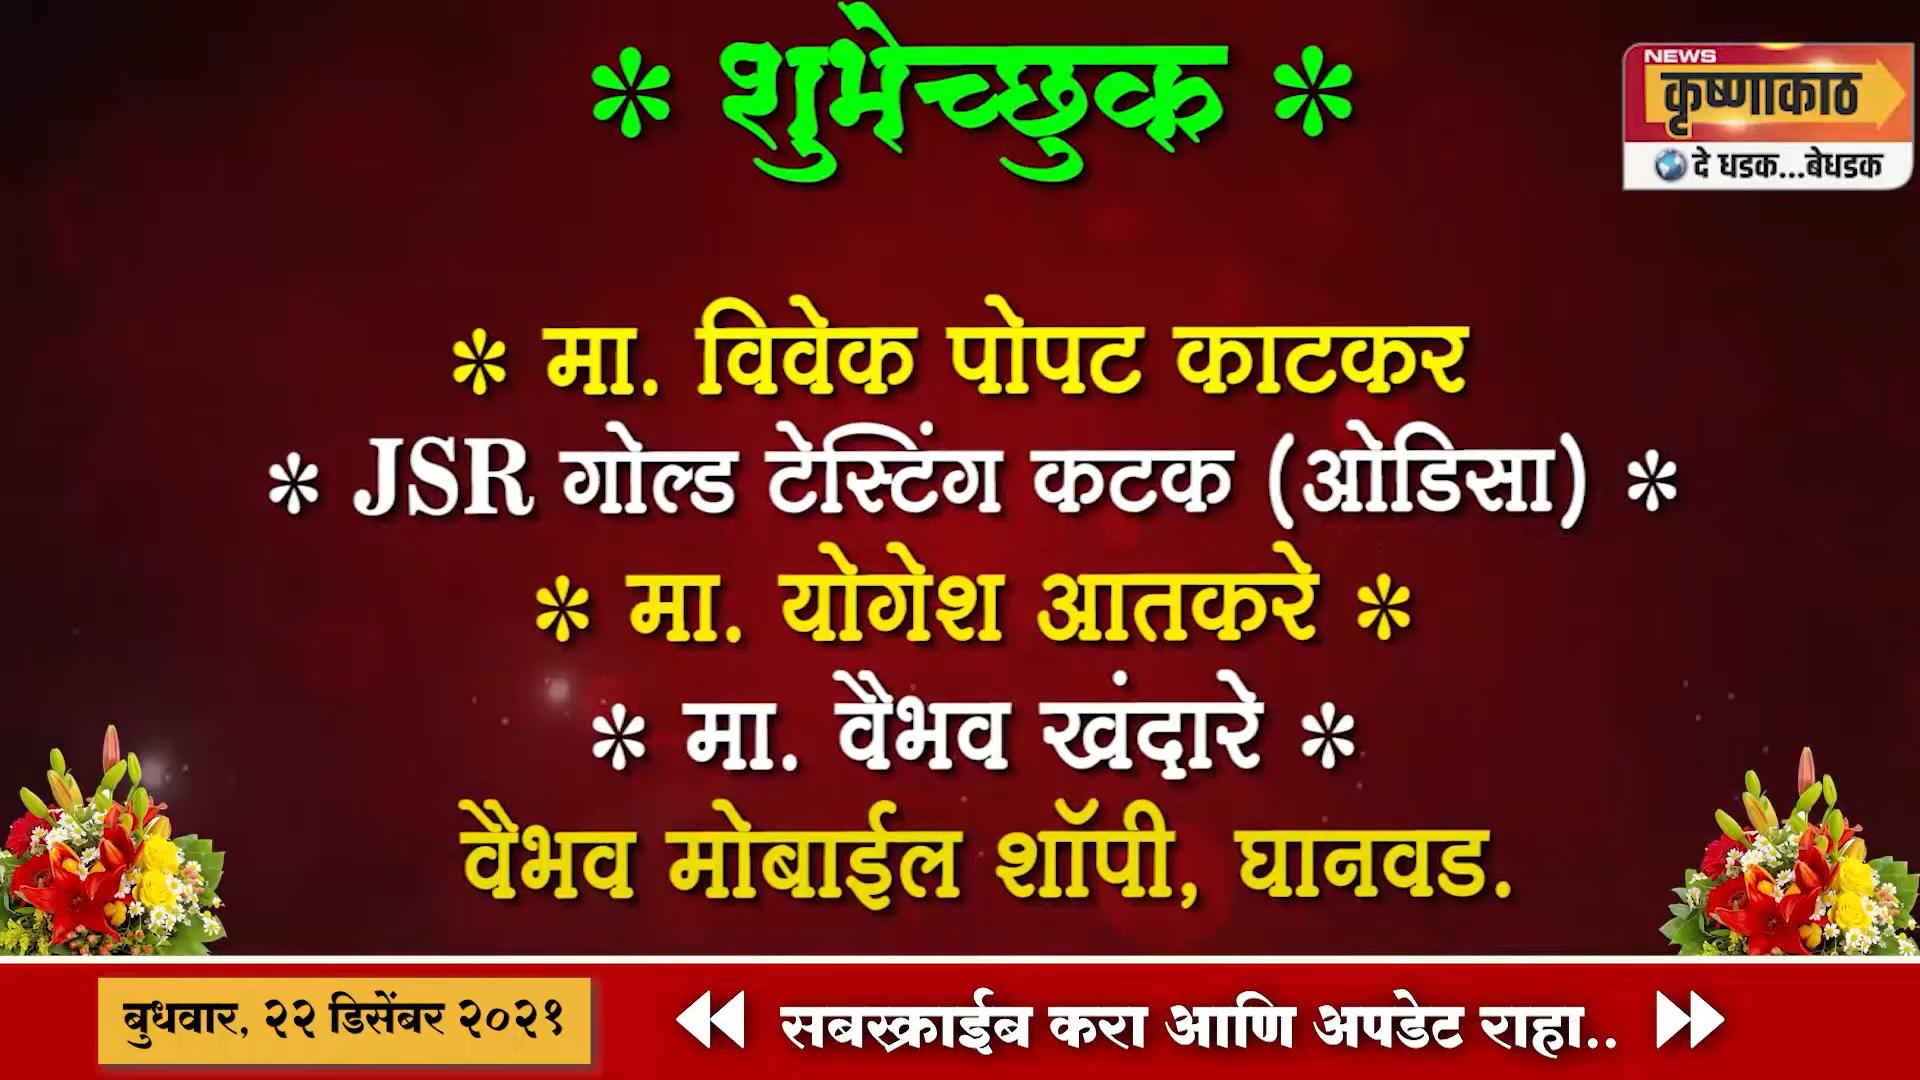 * शुभेच्छुक *
NEWS
कृष्णाकाठ
दे धडक...बेधडक
* मा. विवेक पोपट काटकर
* JSR गोल्ड टेस्टिंग कटक (ओडिसा) *
* मा. योगेश आतकरे *
* मा. वैभव खंदारे *
वैभव मोबाईल शॉपी, घानवड.
बुधवार, २२ डिसेंबर २०२१
सबस्क्राईब करा आणि अपडेट राहा..